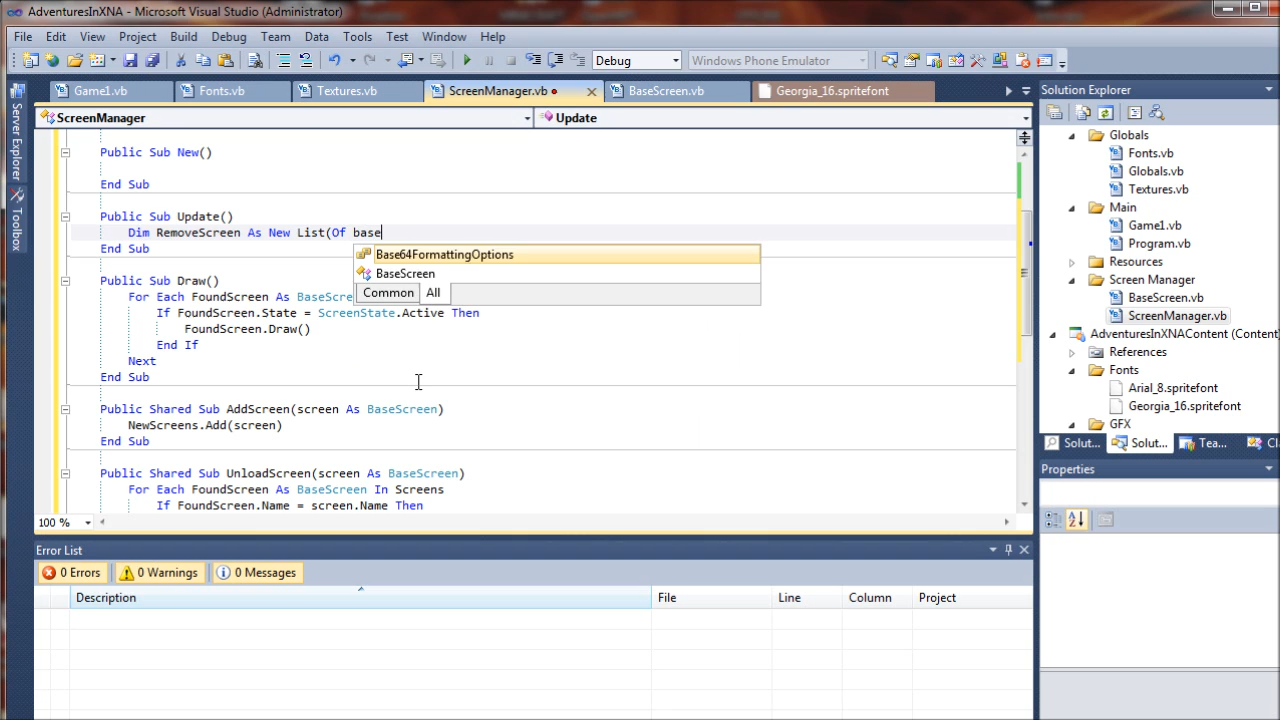 AdventuresInXNA - Microsoft Visual Studio (Administrator)
File Edit View Project Build Debug Team Data Tools Test Window Help
Debug Windows Phone Emulator
Game1.vb Fonts.vb Textures.vb ScreenManager.vb BaseScreen.vb Georgia_16.spritefont
ScreenManager Update
Server Explorer
Toolbox
Public Sub New()
End Sub
Public Sub Update()
Dim RemoveScreen As New List(Of base
End Sub
Base64FormattingOptions
BaseScreen
Common All
Public Sub Draw()
For Each FoundScreen As BaseScre
If FoundScreen.State = ScreenState.Active Then
FoundScreen.Draw()
End If
Next
End Sub
Public Shared Sub AddScreen(screen As BaseScreen)
NewScreens.Add(screen)
End Sub
Public Shared Sub UnloadScreen(screen As BaseScreen)
For Each FoundScreen As BaseScreen In Screens
If FoundScreen.Name = screen.Name Then
100 %
Solution Explorer
Globals
Fonts.vb
Globals.vb
Textures.vb
Main
Game1.vb
Program.vb
Resources
Screen Manager
BaseScreen.vb
ScreenManager.vb
AdventuresInXNAContent (Content)
References
Fonts
Arial_8.spritefont
Georgia_16.spritefont
GFX
Solut... Solut... Tea... Cl
Properties
Error List
0 Errors 0 Warnings 0 Messages
Description File Line Column Project